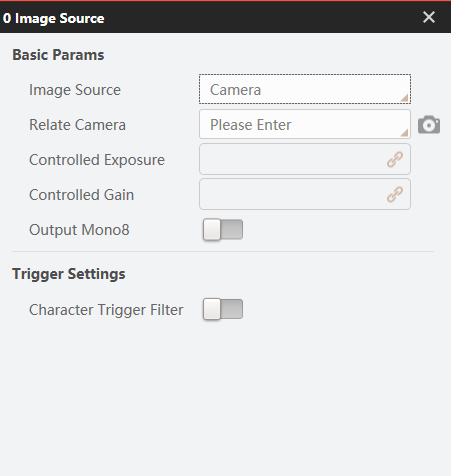 0 Image Source
Basic Params
Image Source Camera
Relate Camera Please Enter
Controlled Exposure
Controlled Gain
Output Mono8
Trigger Settings
Character Trigger Filter